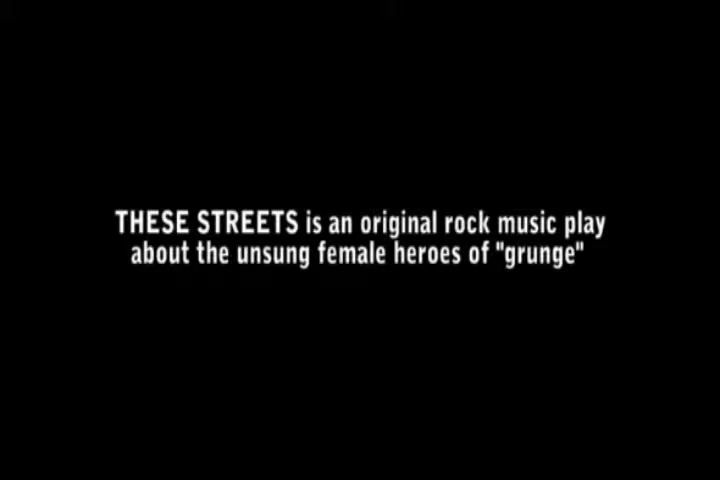 THESE STREETS is an original rock music play
about the unsung female heroes of "grunge"